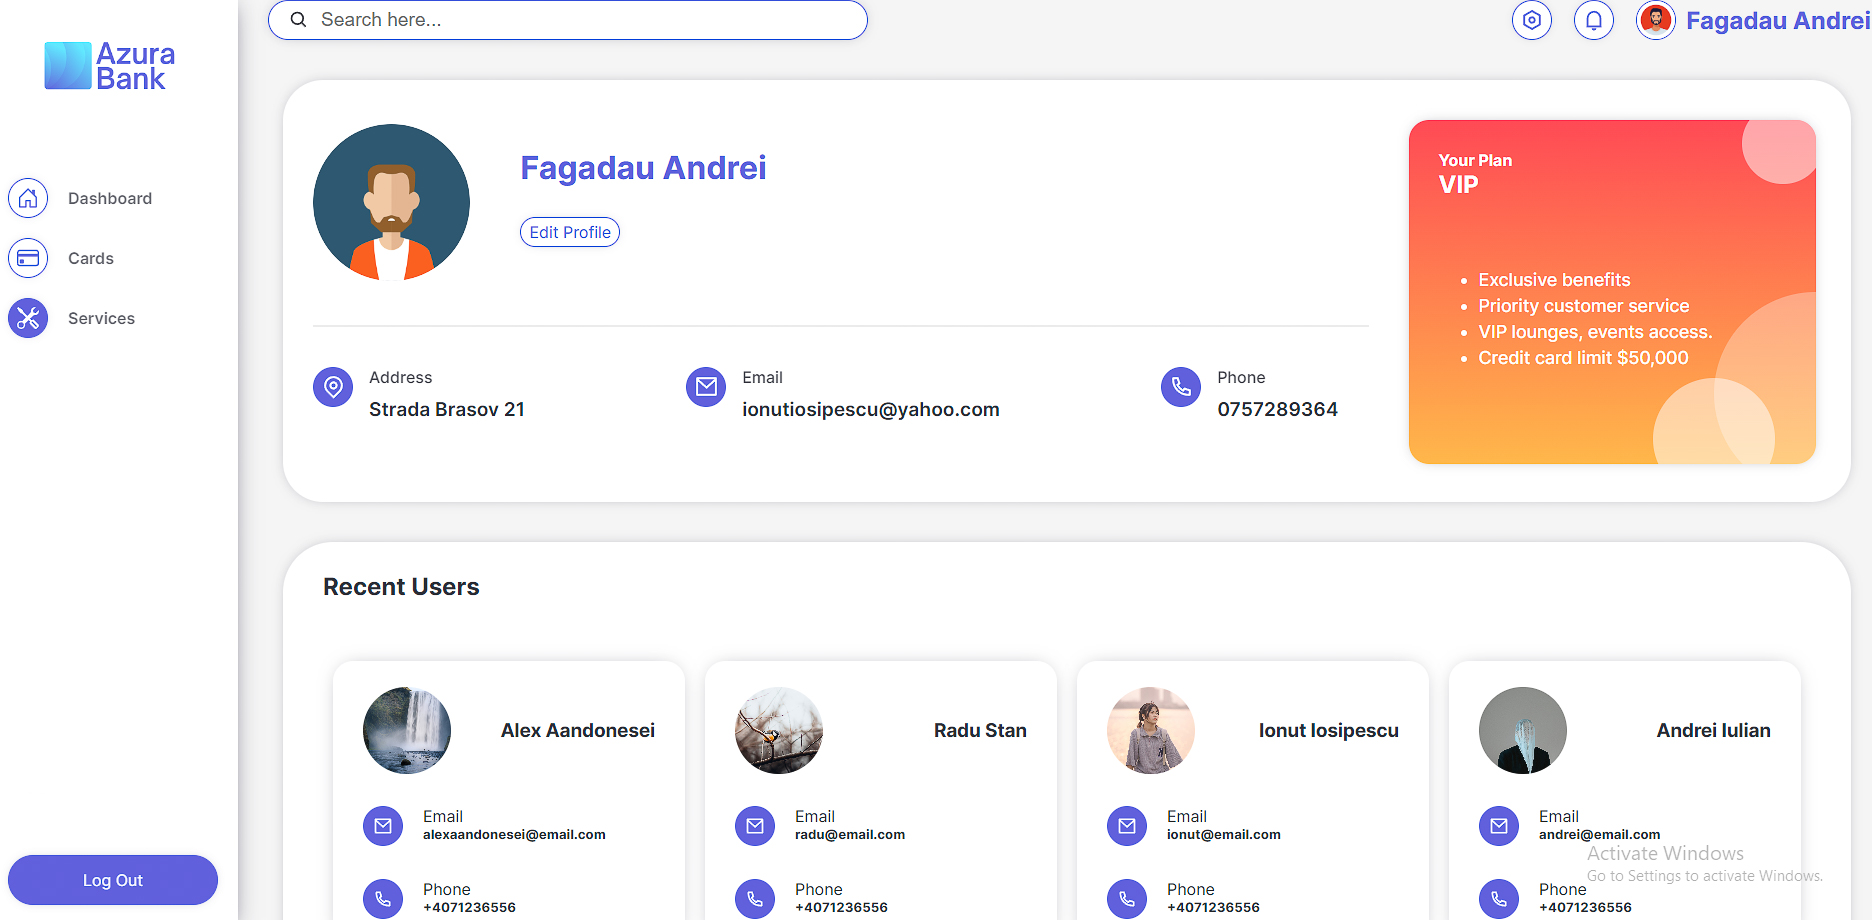 Azura
Bank
Search here...
Fagadau Andrei
Dashboard
Cards
Services
Log Out
Fagadau Andrei
Edit Profile
Address
Strada Brasov 21
Email
ionutiosipescu@yahoo.com
Phone
0757289364
Your Plan
VIP
Exclusive benefits
Priority customer service
VIP lounges, events access.
Credit card limit $50,000
Recent Users
Alex Aandonesei
Email
alexaandonesei@email.com
Phone
+4071236556
Radu Stan
Email
radu@email.com
Phone
+4071236556
Ionut Iosipescu
Email
ionut@email.com
Phone
+4071236556
Andrei Iulian
Email
andrei@email.com
Phone
+4071236556
Activate Windows
Go to Settings to activate Windows.